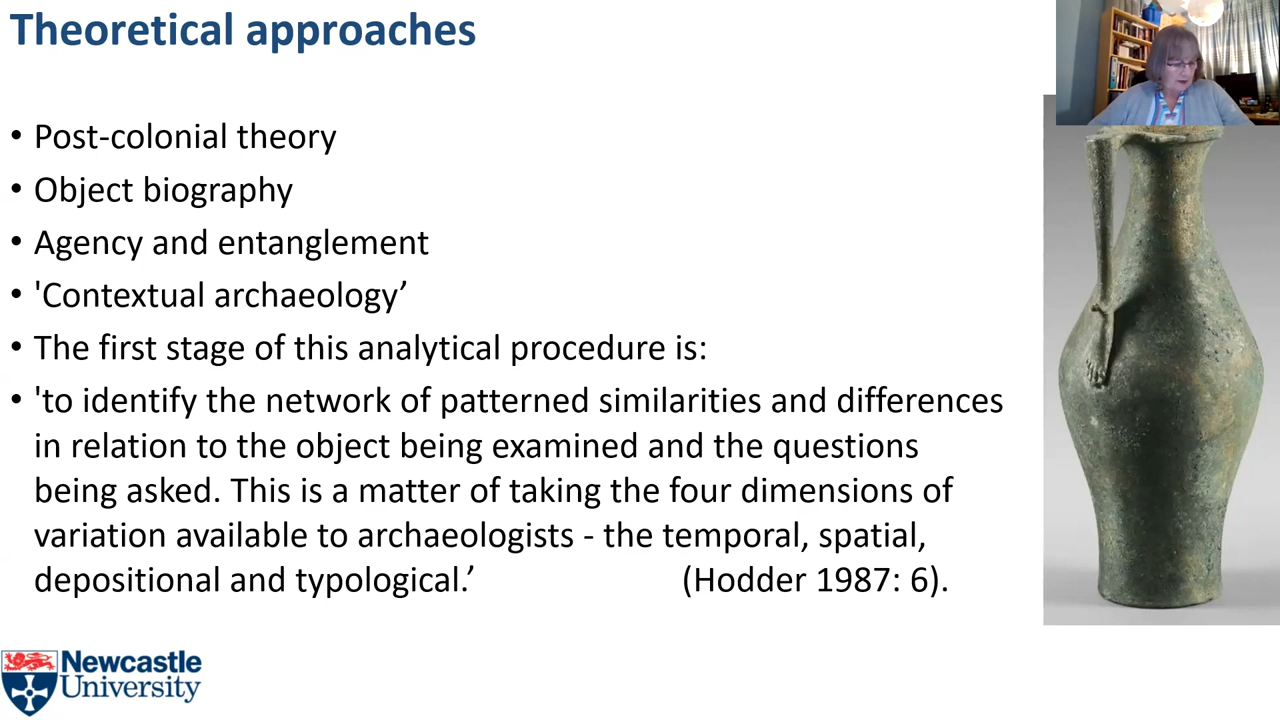 Theoretical approaches
• Post-colonial theory
• Object biography
• Agency and entanglement
• 'Contextual archaeology’
• The first stage of this analytical procedure is:
• 'to identify the network of patterned similarities and differences
in relation to the object being examined and the questions
being asked. This is a matter of taking the four dimensions of
variation available to archaeologists - the temporal, spatial,
depositional and typological.’ (Hodder 1987: 6).
Newcastle
University